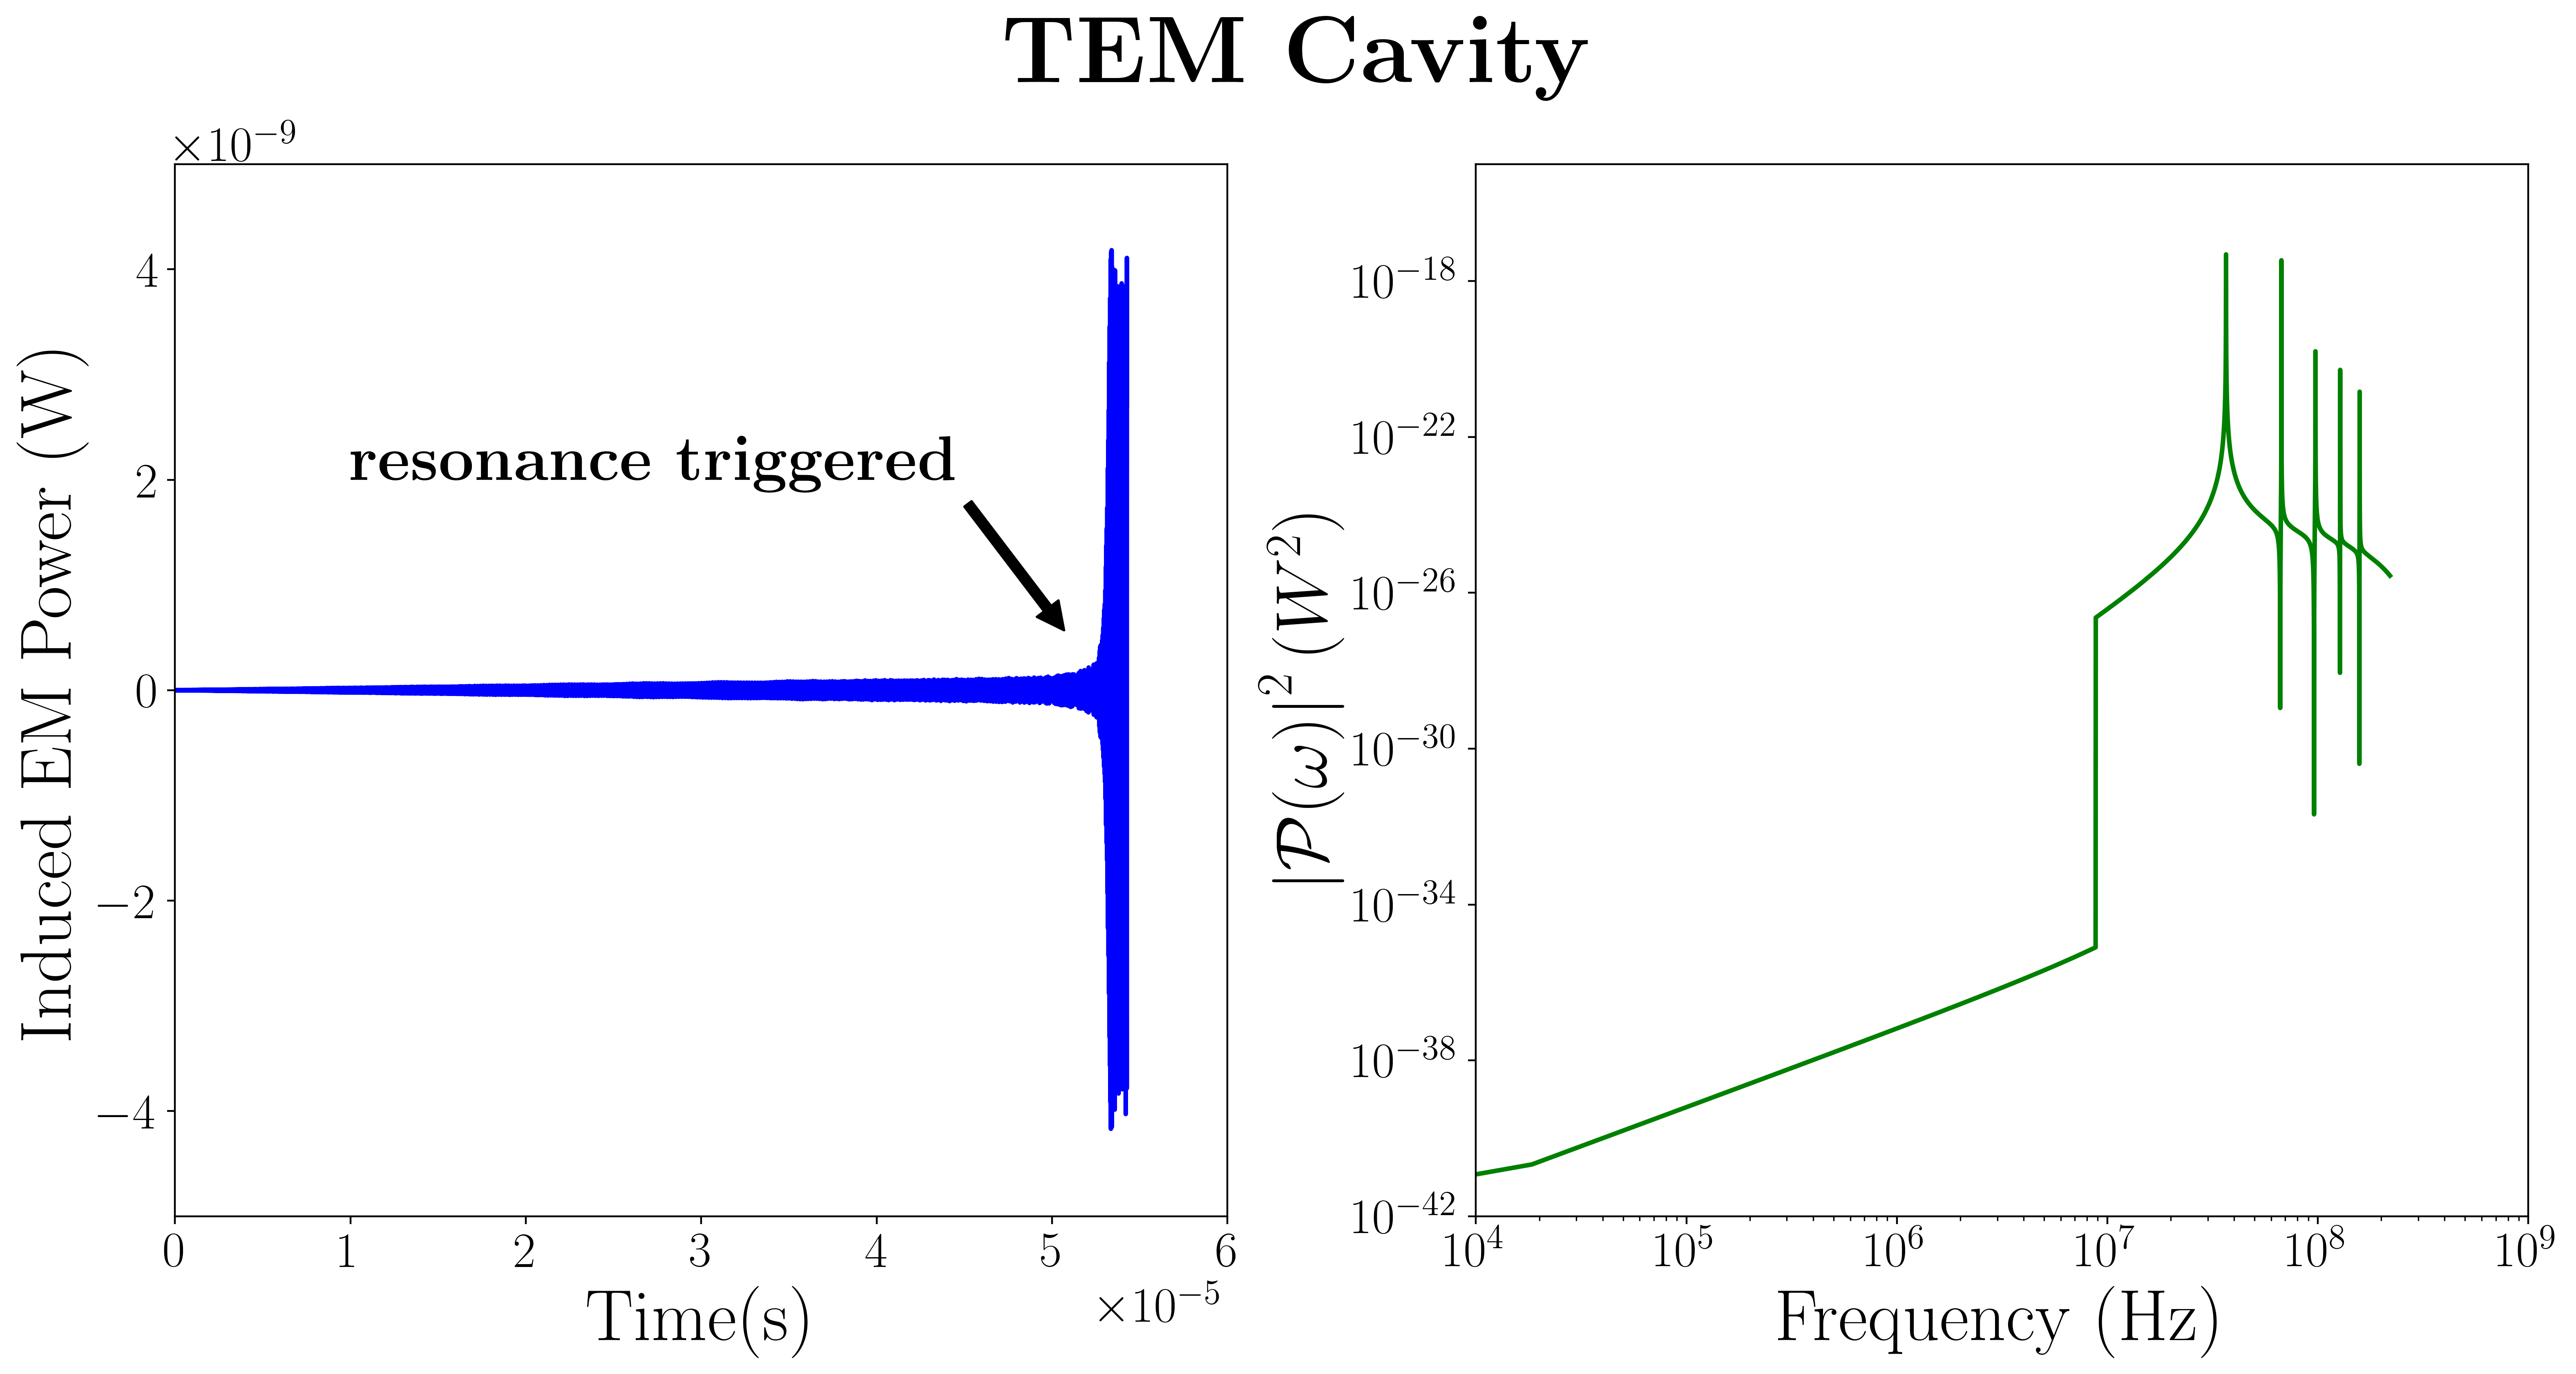 TEM Cavity
×10⁻⁹
Induced EM Power (W)
4
2
0
−2
−4
resonance triggered
0 1 2 3 4 5 6
×10⁻⁵
Time(s)
|𝒫(ω)|² (W²)
10⁻¹⁸
10⁻²²
10⁻²⁶
10⁻³⁰
10⁻³⁴
10⁻³⁸
10⁻⁴²
10⁴ 10⁵ 10⁶ 10⁷ 10⁸ 10⁹
Frequency (Hz)